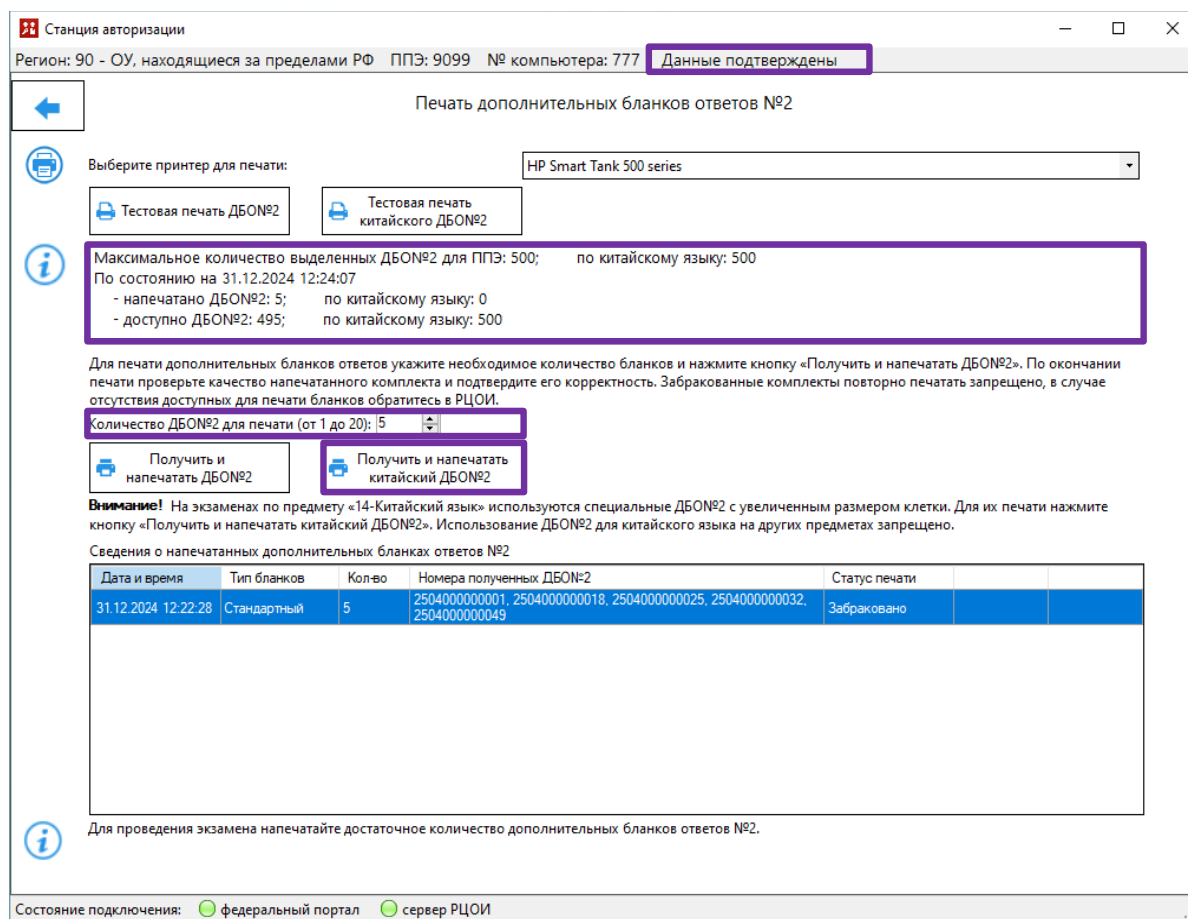 Станция авторизации
Регион: 90 - ОУ, находящиеся за пределами РФ ППЭ: 9099 № компьютера: 777 Данные подтверждены
Печать дополнительных бланков ответов №2
Выберите принтер для печати:
HP Smart Tank 500 series
Тестовая печать ДБО№2
Тестовая печать
китайского ДБО№2
Максимальное количество выделенных ДБО№2 для ППЭ: 500; по китайскому языку: 500
По состоянию на 31.12.2024 12:24:07
- напечатано ДБО№2: 5; по китайскому языку: 0
- доступно ДБО№2: 495; по китайскому языку: 500
Для печати дополнительных бланков ответов укажите необходимое количество бланков и нажмите кнопку «Получить и напечатать ДБО№2». По окончании
печати проверьте качество напечатанного комплекта и подтвердите его корректность. Забракованные комплекты повторно печатать запрещено, в случае
отсутствия доступных для печати бланков обратитесь в РЦОИ.
Количество ДБО№2 для печати (от 1 до 20): 5
Получить и
напечатать ДБО№2
Получить и напечатать
китайский ДБО№2
Внимание! На экзаменах по предмету «14-Китайский язык» используются специальные ДБО№2 с увеличенным размером клетки. Для их печати нажмите
кнопку «Получить и напечатать китайский ДБО№2». Использование ДБО№2 для китайского языка на других предметах запрещено.
Сведения о напечатанных дополнительных бланках ответов №2
Дата и время Тип бланков Кол-во Номера полученных ДБО№2 Статус печати
31.12.2024 12:22:28 Стандартный 5 2504000000001, 2504000000018, 2504000000025, 2504000000032, Забраковано
2504000000049
Для проведения экзамена напечатайте достаточное количество дополнительных бланков ответов №2.
Состояние подключения: федеральный портал сервер РЦОИ